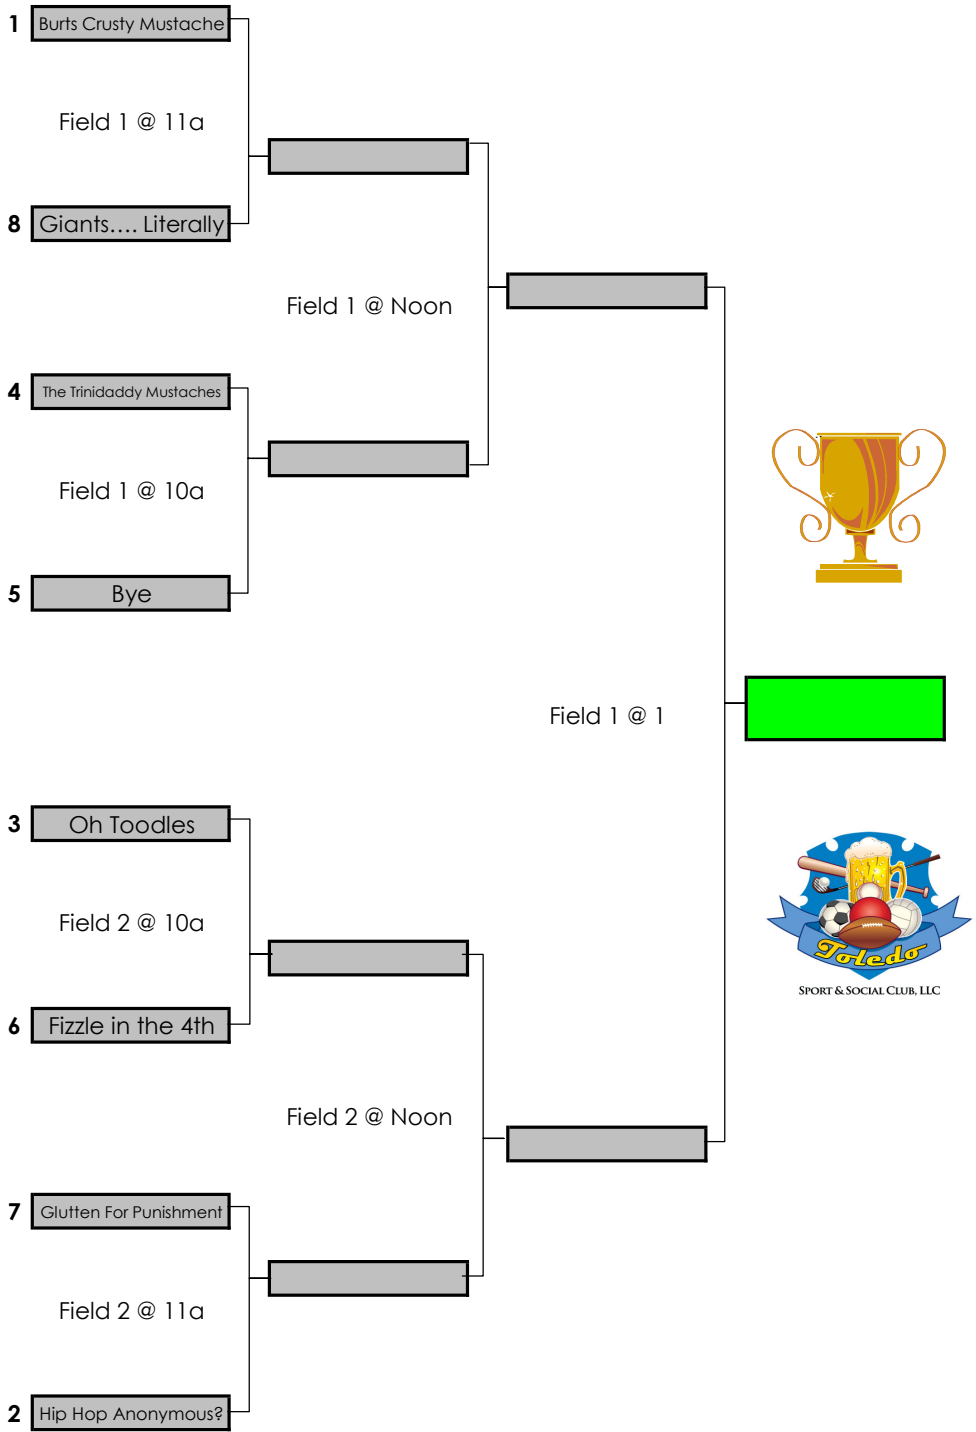 1 Burts Crusty Mustache
Field 1 @ 11a
8 Giants.... Literally
Field 1 @ Noon
4 The Trinidaddy Mustaches
Field 1 @ 10a
5 Bye
Field 1 @ 1
3 Oh Toodles
Field 2 @ 10a
Toledo
SPORT & SOCIAL CLUB, LLC
6 Fizzle in the 4th
Field 2 @ Noon
7 Glutten For Punishment
Field 2 @ 11a
2 Hip Hop Anonymous?